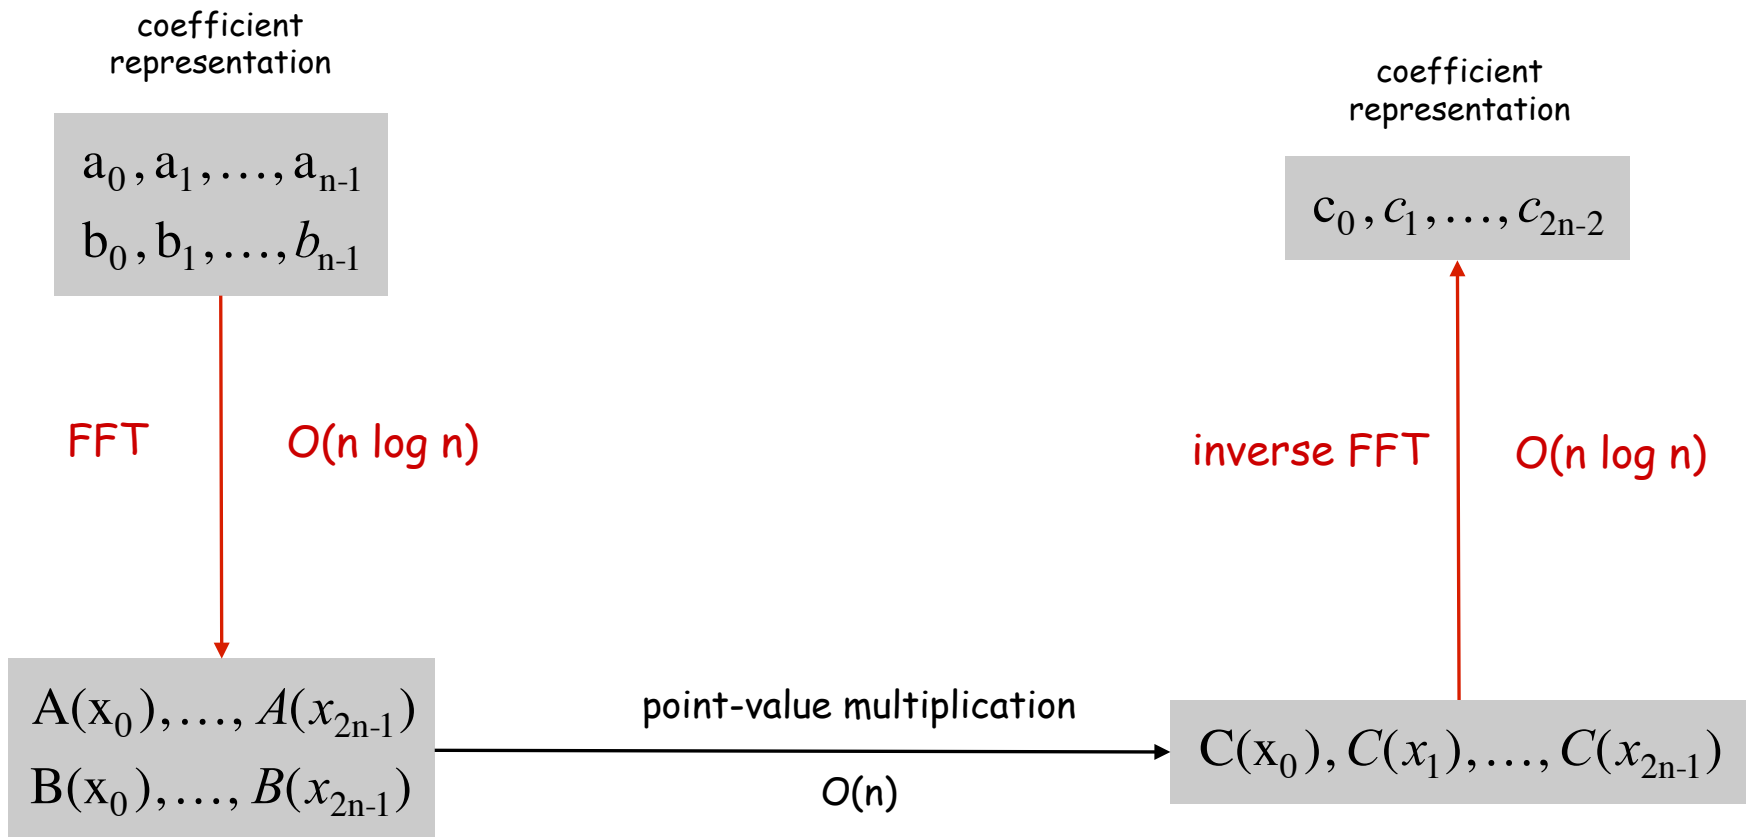 coefficient
representation
a₀, a₁, ..., aₙ₋₁
b₀, b₁, ..., bₙ₋₁
FFT
O(n log n)
A(x₀), ..., A(x₂ₙ₋₁)
B(x₀), ..., B(x₂ₙ₋₁)
point-value multiplication
O(n)
coefficient
representation
c₀, c₁, ..., c₂ₙ₋₂
inverse FFT
O(n log n)
C(x₀), C(x₁), ..., C(x₂ₙ₋₁)